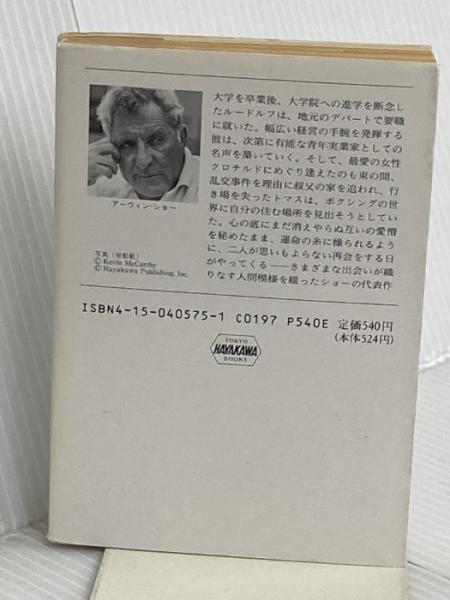 大学を卒業後、大学院への進学を断念し
たルードルフは、地元のデパートで要職
に就いた。幅広い経営の手腕を発揮する
彼は、次第に有能な青年実業家としての
名声を築いていく。そして、最愛の女性
クロチルドにめぐり逢えたのも束の間、
乱交事件を理由に叔父の家を追われ、行
き場を失ったトマスは、ボクシングの世
界に自分の住む場所を見出そうとしてい
た。心の底にまだ消えやらぬ互いの愛憎
を秘めたまま、運命の糸に操られるよう
に、二人が思いもよらない再会をする日
がやってくる——さまざまな出会いが織
りなす人間模様を綴ったショーの代表作
アーウィン・ショー
© Kevin McCarthy
© Hayakawa Publishing, Inc.
ISBN4-15-040575-1 C0197 P540E 定価540円
(本体524円)
TOKYO
HAYAKAWA
BOOKS